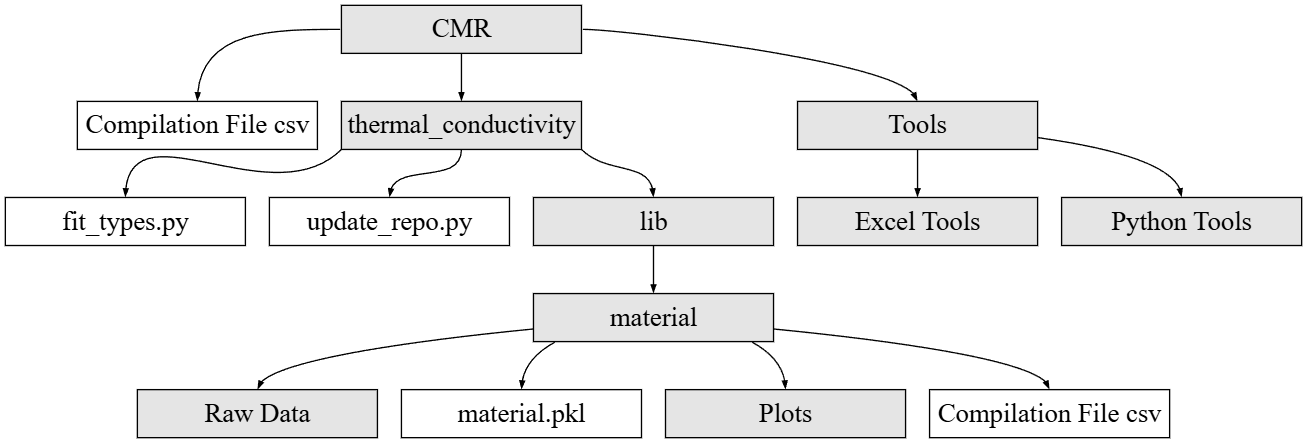 CMR
Compilation File csv
thermal_conductivity
Tools
fit_types.py
update_repo.py
lib
Excel Tools
Python Tools
material
Raw Data
material.pkl
Plots
Compilation File csv